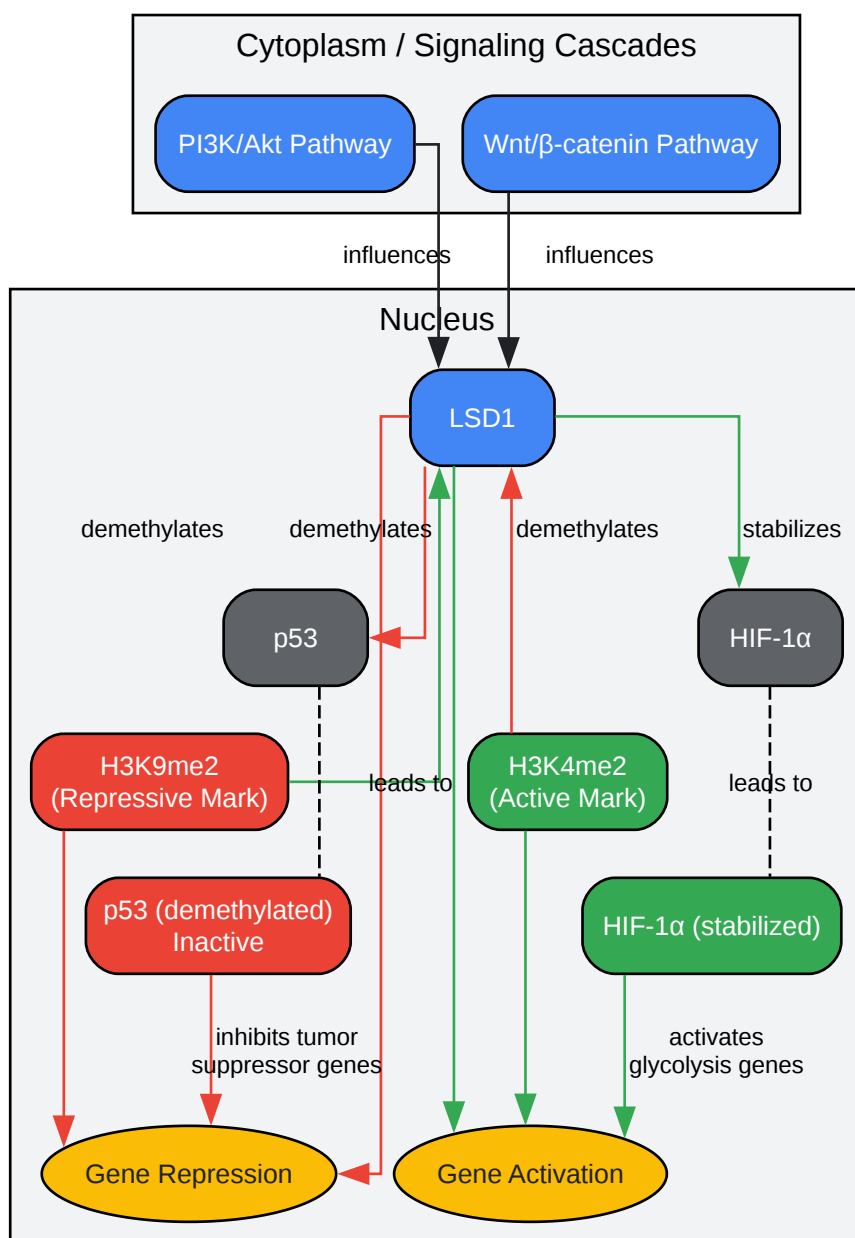 Cytoplasm / Signaling Cascades
PI3K/Akt Pathway
Wnt/β-catenin Pathway
influences
influences
Nucleus
LSD1
demethylates
demethylates
demethylates
stabilizes
p53
HIF-1α
H3K9me2
(Repressive Mark)
leads to
H3K4me2
(Active Mark)
leads to
p53 (demethylated)
Inactive
HIF-1α (stabilized)
inhibits tumor
suppressor genes
activates
glycolysis genes
Gene Repression
Gene Activation